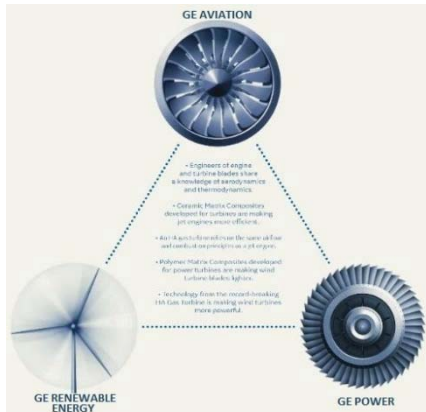 GE AVIATION
• Engineers of engine
and turbine blades share
a knowledge of aerodynamics
and thermodynamics.
• Ceramic Matrix Composites
developed for turbines are making
jet engines more efficient.
on the same airflow
and combustion principles as a jet engine.
• Polymer Matrix Composites developed
for power turbines are making wind
turbine blades lighter.
• Technology from the record-breaking
HA Gas Turbine is making wind turbines
more powerful.
GE RENEWABLE
ENERGY
GE POWER